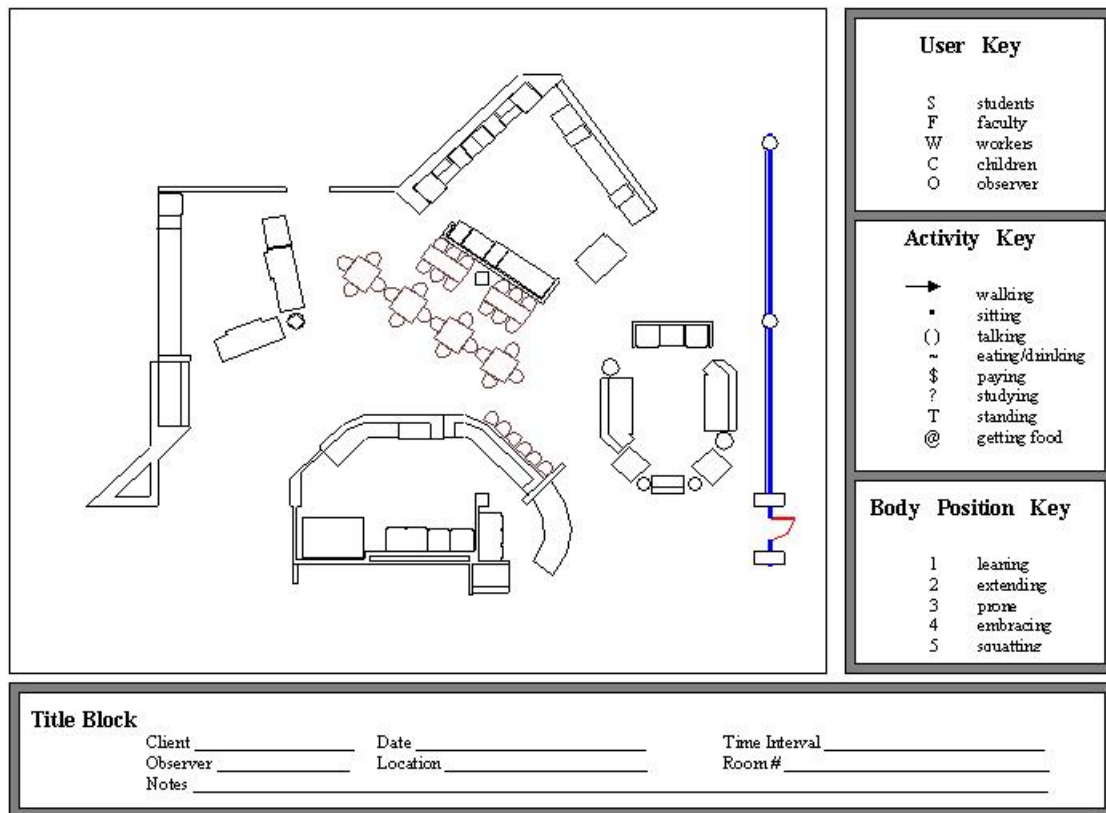 User Key
S students
F faculty
W workers
C children
O observer
Activity Key
walking
▪ sitting
() talking
~ eating/drinking
$ paying
? studying
T standing
@ getting food
Body Position Key
1 leaning
2 extending
3 prone
4 embracing
5 squatting
Title Block
Client Date Time Interval
Observer Location Room #
Notes